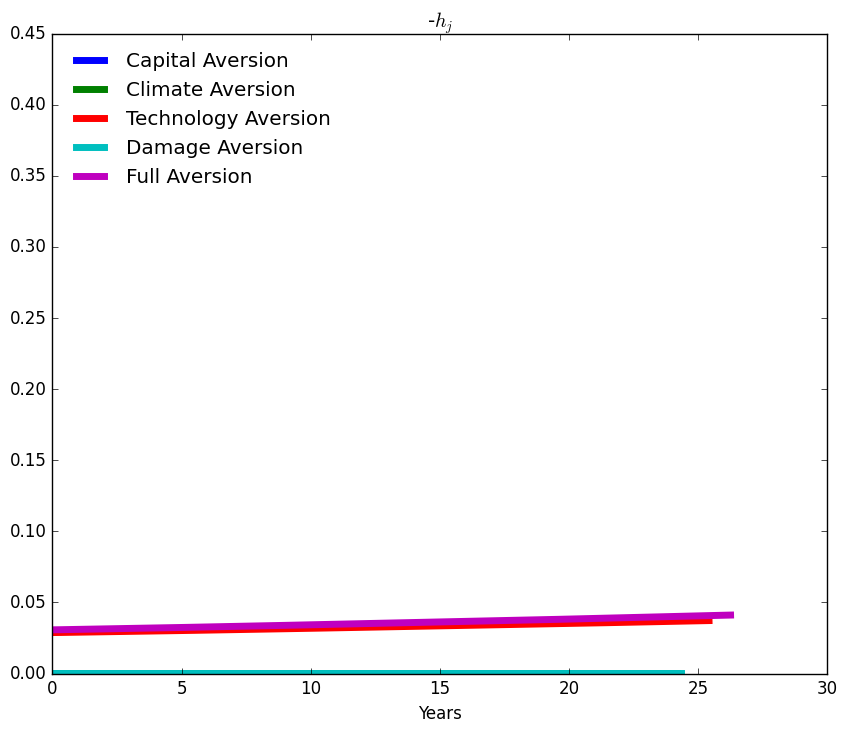 -h_j
0.45
Capital Aversion
Climate Aversion
0.40
Technology Aversion
Damage Aversion
0.35
Full Aversion
0.30
0.25
0.20
0.15
0.10
0.05
0.00
0 5 10 15 20 25 30
Years